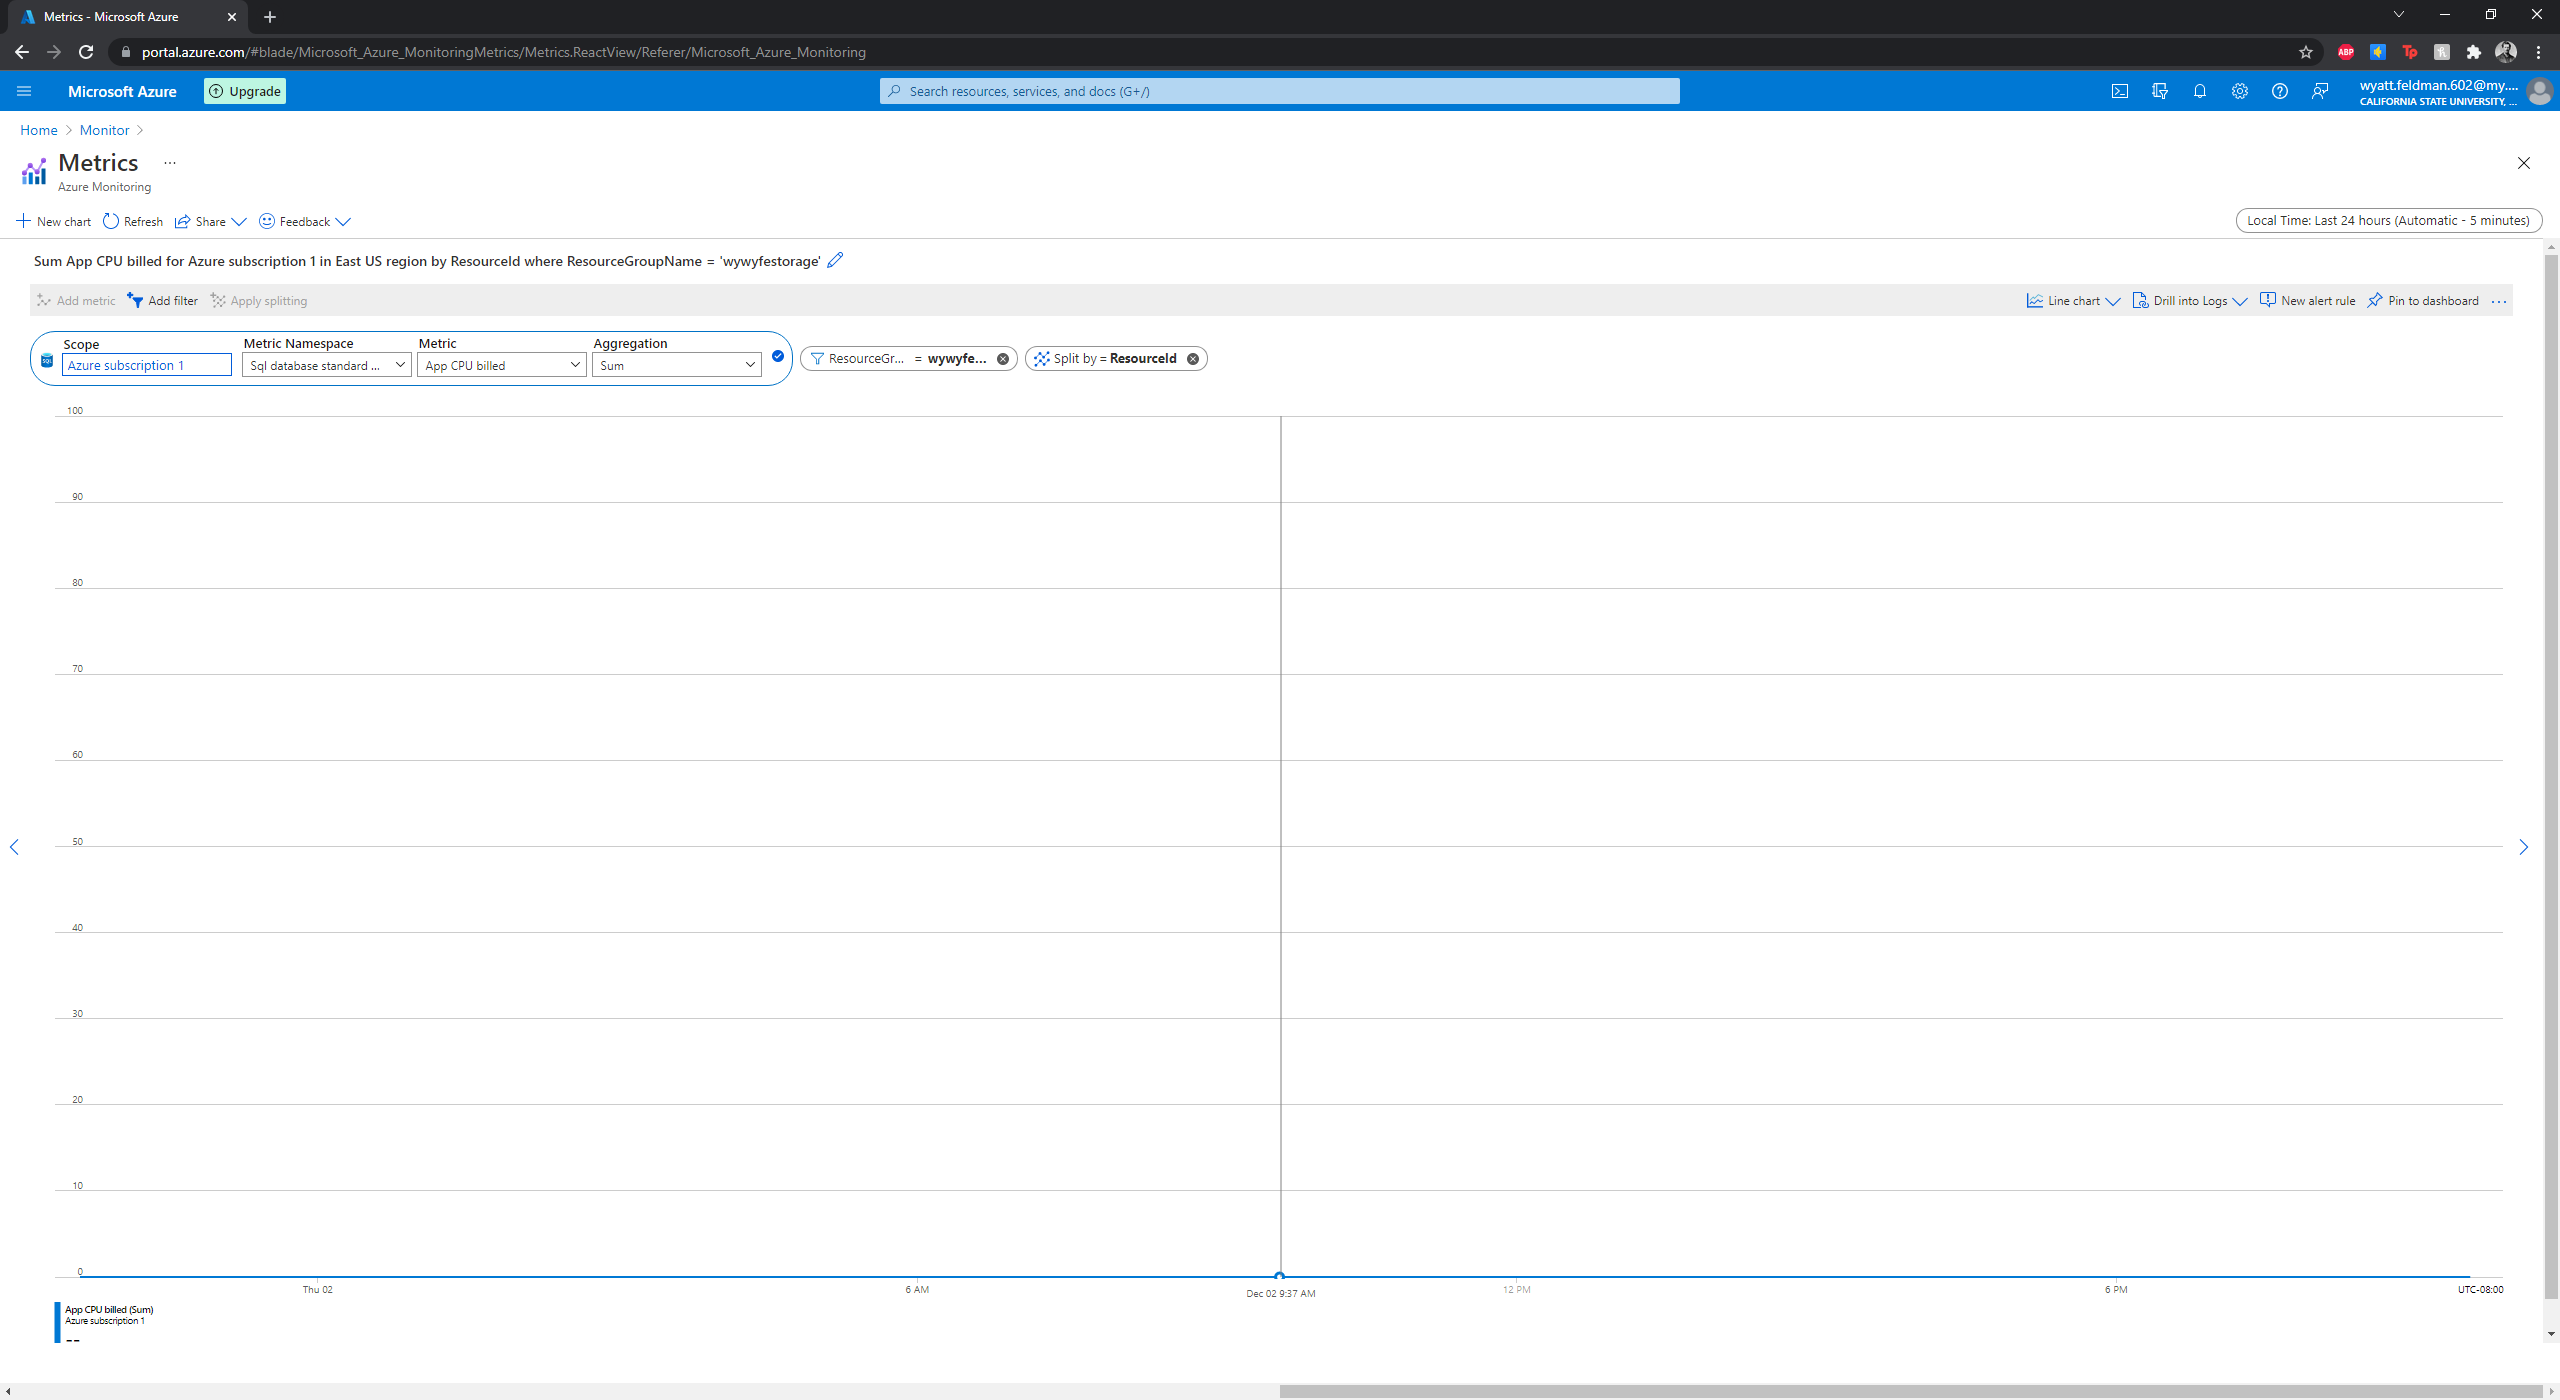 Metrics - Microsoft Azure
portal.azure.com/#blade/Microsoft_Azure_MonitoringMetrics/Metrics.ReactView/Referer/Microsoft_Azure_Monitoring
ABP
Tp
Microsoft Azure
Upgrade
Search resources, services, and docs (G+/)
wyatt.feldman.602@my....
CALIFORNIA STATE UNIVERSITY, ...
Home > Monitor >
Metrics ...
Azure Monitoring
New chart Refresh Share Feedback
Local Time: Last 24 hours (Automatic - 5 minutes)
Sum App CPU billed for Azure subscription 1 in East US region by ResourceId where ResourceGroupName = 'wywyfestorage'
Add metric Add filter Apply splitting
Line chart Drill into Logs New alert rule Pin to dashboard ...
Scope Metric Namespace Metric Aggregation
SQL
Azure subscription 1 Sql database standard ... App CPU billed Sum
ResourceGr... = wywyfe...
Split by = ResourceId
100
90
80
70
60
50
40
30
20
10
0
Thu 02 6 AM Dec 02 9:37 AM 12 PM 6 PM UTC-08:00
App CPU billed (Sum)
Azure subscription 1
--